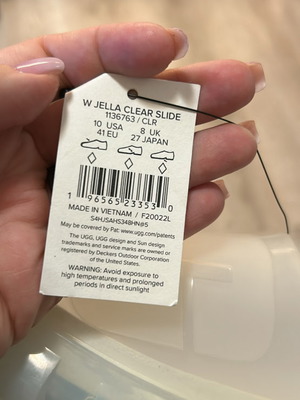 W JELLA CLEAR SLIDE
1136763 / CLR
10 USA 8 UK
41 EU 27 JAPAN
1 96565 23353 0
MADE IN VIETNAM / F20022L
S4HJSAHS348HN@5
May be covered by Pat: www.ugg.com/patents
The UGG, UGG design and Sun design
trademarks and service marks are owned or
registered by Deckers Outdoor Corporation
of the United States.
WARNING: Avoid exposure to
high temperatures and prolonged
periods in direct sunlight